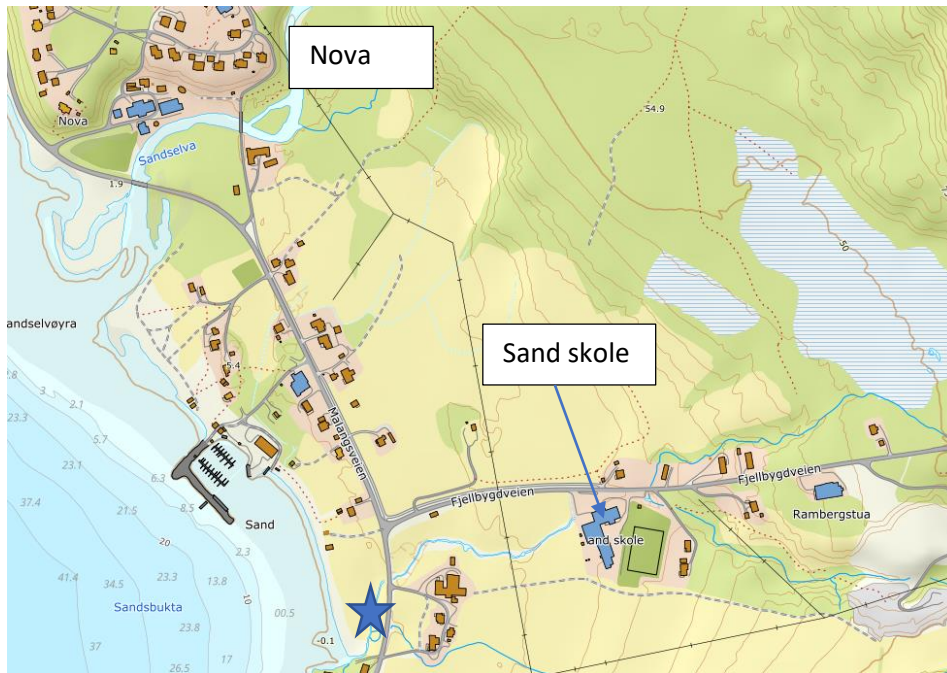 Nova
54.9
Nova
Sandselva
1.9
50
andselvøyra
Sand skole
5.4
2.8
3
2.1
23.3
5.7
Malangsveien
23.1
6.3
Fjellbygdveien
Fjellbygdveien
37.4
21.5
8.5
Rambergstua
Sand
and skole
20
2.3
41.4
34.5
23.3
13.8
10
00.5
Sandsbukta
23.8
-0.1
37
17
26.5